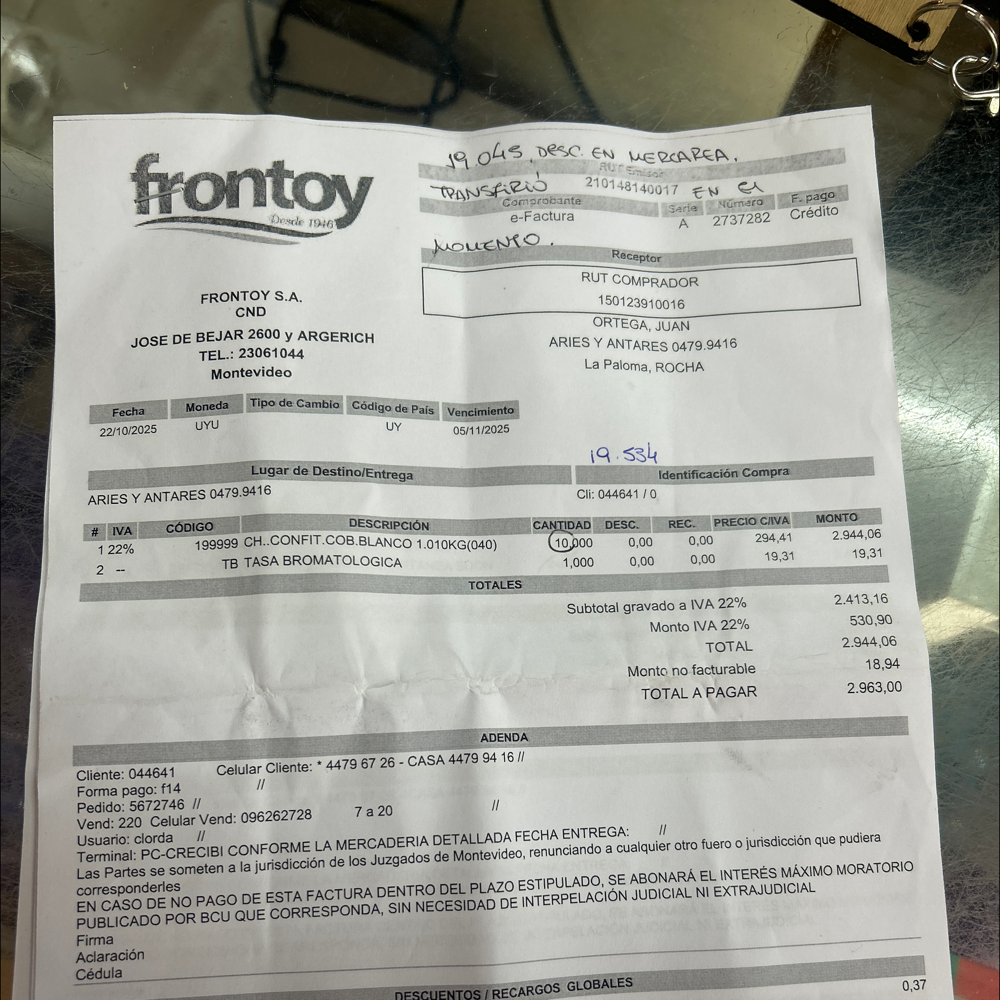 19.045 DESC. EN MERCAREA.
TRANSFIRIÓ EN El
MOMENTO.
frontoy
Desde 1946
RUT Emisor
210148140017
Comprobante Serie Número F. pago
e-Factura A 2737282 Crédito
Receptor
RUT COMPRADOR
150123910016
ORTEGA, JUAN
ARIES Y ANTARES 0479.9416
La Paloma, ROCHA
FRONTOY S.A.
CND
JOSE DE BEJAR 2600 y ARGERICH
TEL.: 23061044
Montevideo
Fecha Moneda Tipo de Cambio Código de País Vencimiento
22/10/2025 UYU UY 05/11/2025
19.534
Lugar de Destino/Entrega Identificación Compra
ARIES Y ANTARES 0479.9416 Cli: 044641 / 0
# IVA CÓDIGO DESCRIPCIÓN CANTIDAD DESC. REC. PRECIO C/IVA MONTO
1 22% 199999 CH..CONFIT.COB.BLANCO 1.010KG(040) 10,000 0,00 0,00 294,41 2.944,06
2 -- TB TASA BROMATOLOGICA 1,000 0,00 0,00 19,31 19,31
TOTALES
Subtotal gravado a IVA 22% 2.413,16
Monto IVA 22% 530,90
TOTAL 2.944,06
Monto no facturable 18,94
TOTAL A PAGAR 2.963,00
ADENDA
Cliente: 044641 Celular Cliente: * 4479 67 26 - CASA 4479 94 16 //
Forma pago: f14 //
Pedido: 5672746 //
Vend: 220 Celular Vend: 096262728 7 a 20 //
Usuario: clorda //
Terminal: PC-CRECIBI CONFORME LA MERCADERIA DETALLADA FECHA ENTREGA: //
Las Partes se someten a la jurisdicción de los Juzgados de Montevideo, renunciando a cualquier otro fuero o jurisdicción que pudiera
corresponderles
EN CASO DE NO PAGO DE ESTA FACTURA DENTRO DEL PLAZO ESTIPULADO, SE ABONARÁ EL INTERÉS MÁXIMO MORATORIO
PUBLICADO POR BCU QUE CORRESPONDA, SIN NECESIDAD DE INTERPELACIÓN JUDICIAL NI EXTRAJUDICIAL
Firma
Aclaración
Cédula
DESCUENTOS / RECARGOS GLOBALES
0,37